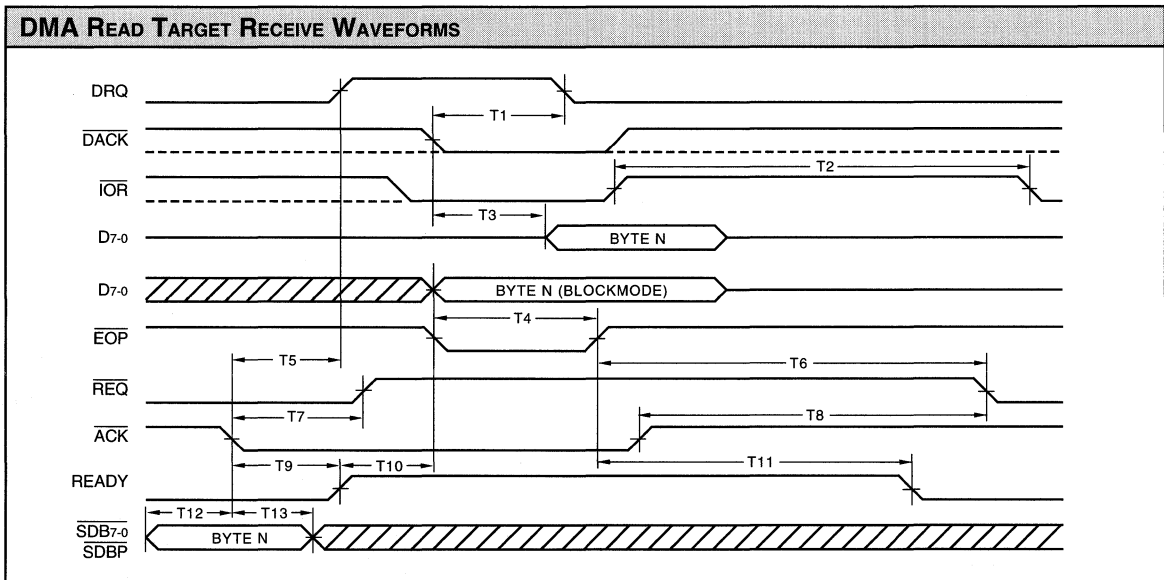 DMA READ TARGET RECEIVE WAVEFORMS
DRQ
T1
DACK
T2
IOR
T3
D7-0
BYTE N
D7-0
BYTE N (BLOCKMODE)
T4
EOP
T5
T6
REQ
T7
T8
ACK
T9
T10
T11
READY
T12
T13
SDB7-0
BYTE N
SDBP